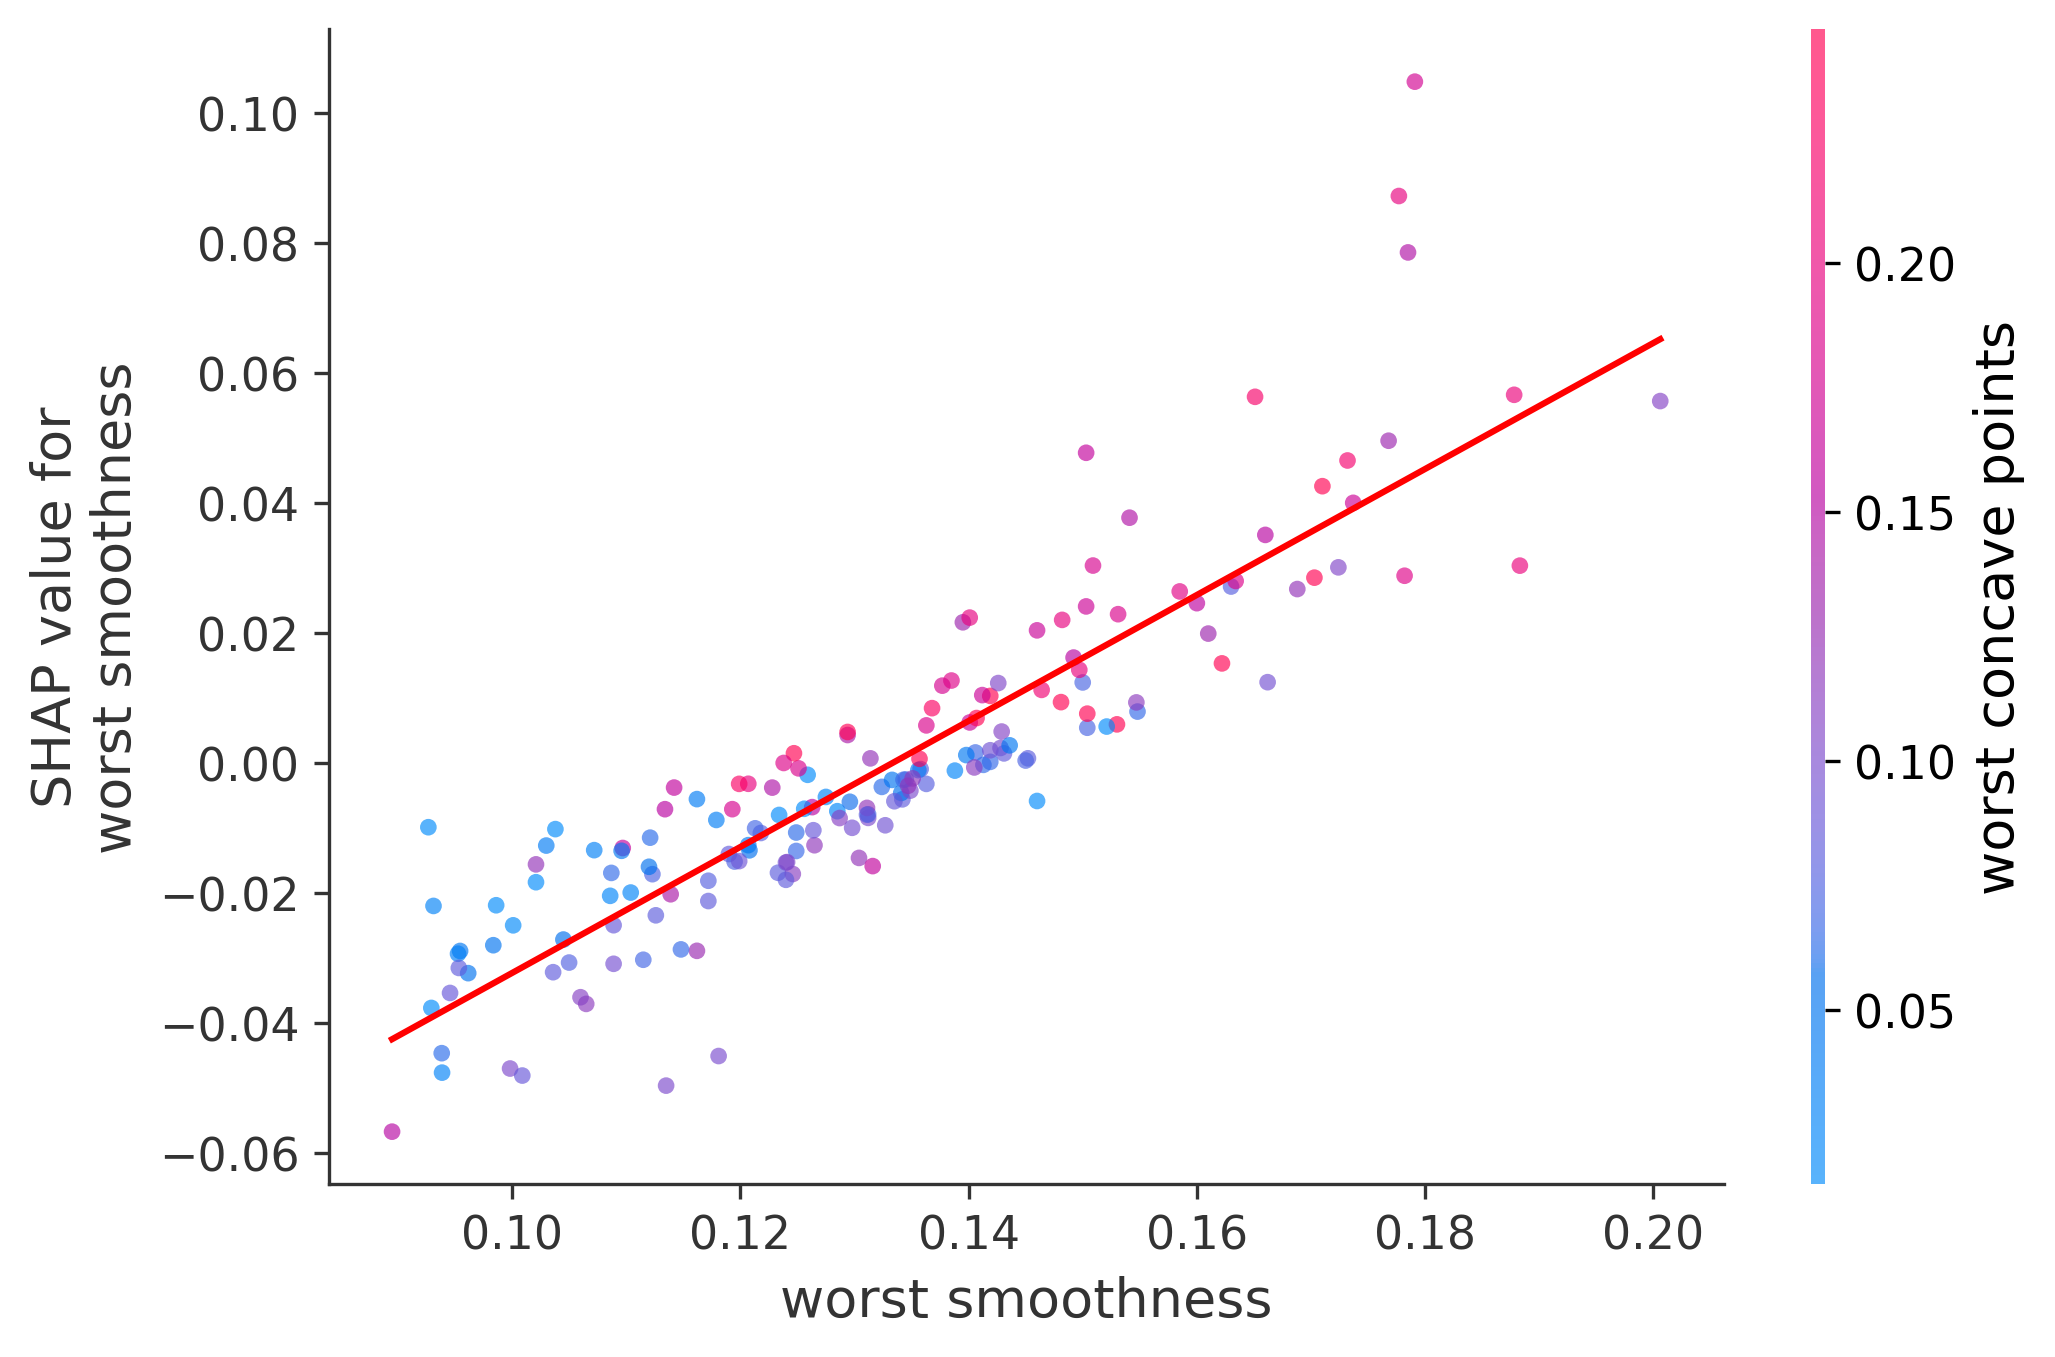 SHAP value for
worst smoothness
0.10
0.08
0.06
0.04
0.02
0.00
−0.02
−0.04
−0.06
0.10 0.12 0.14 0.16 0.18 0.20
worst smoothness
0.20
0.15
0.10
0.05
worst concave points